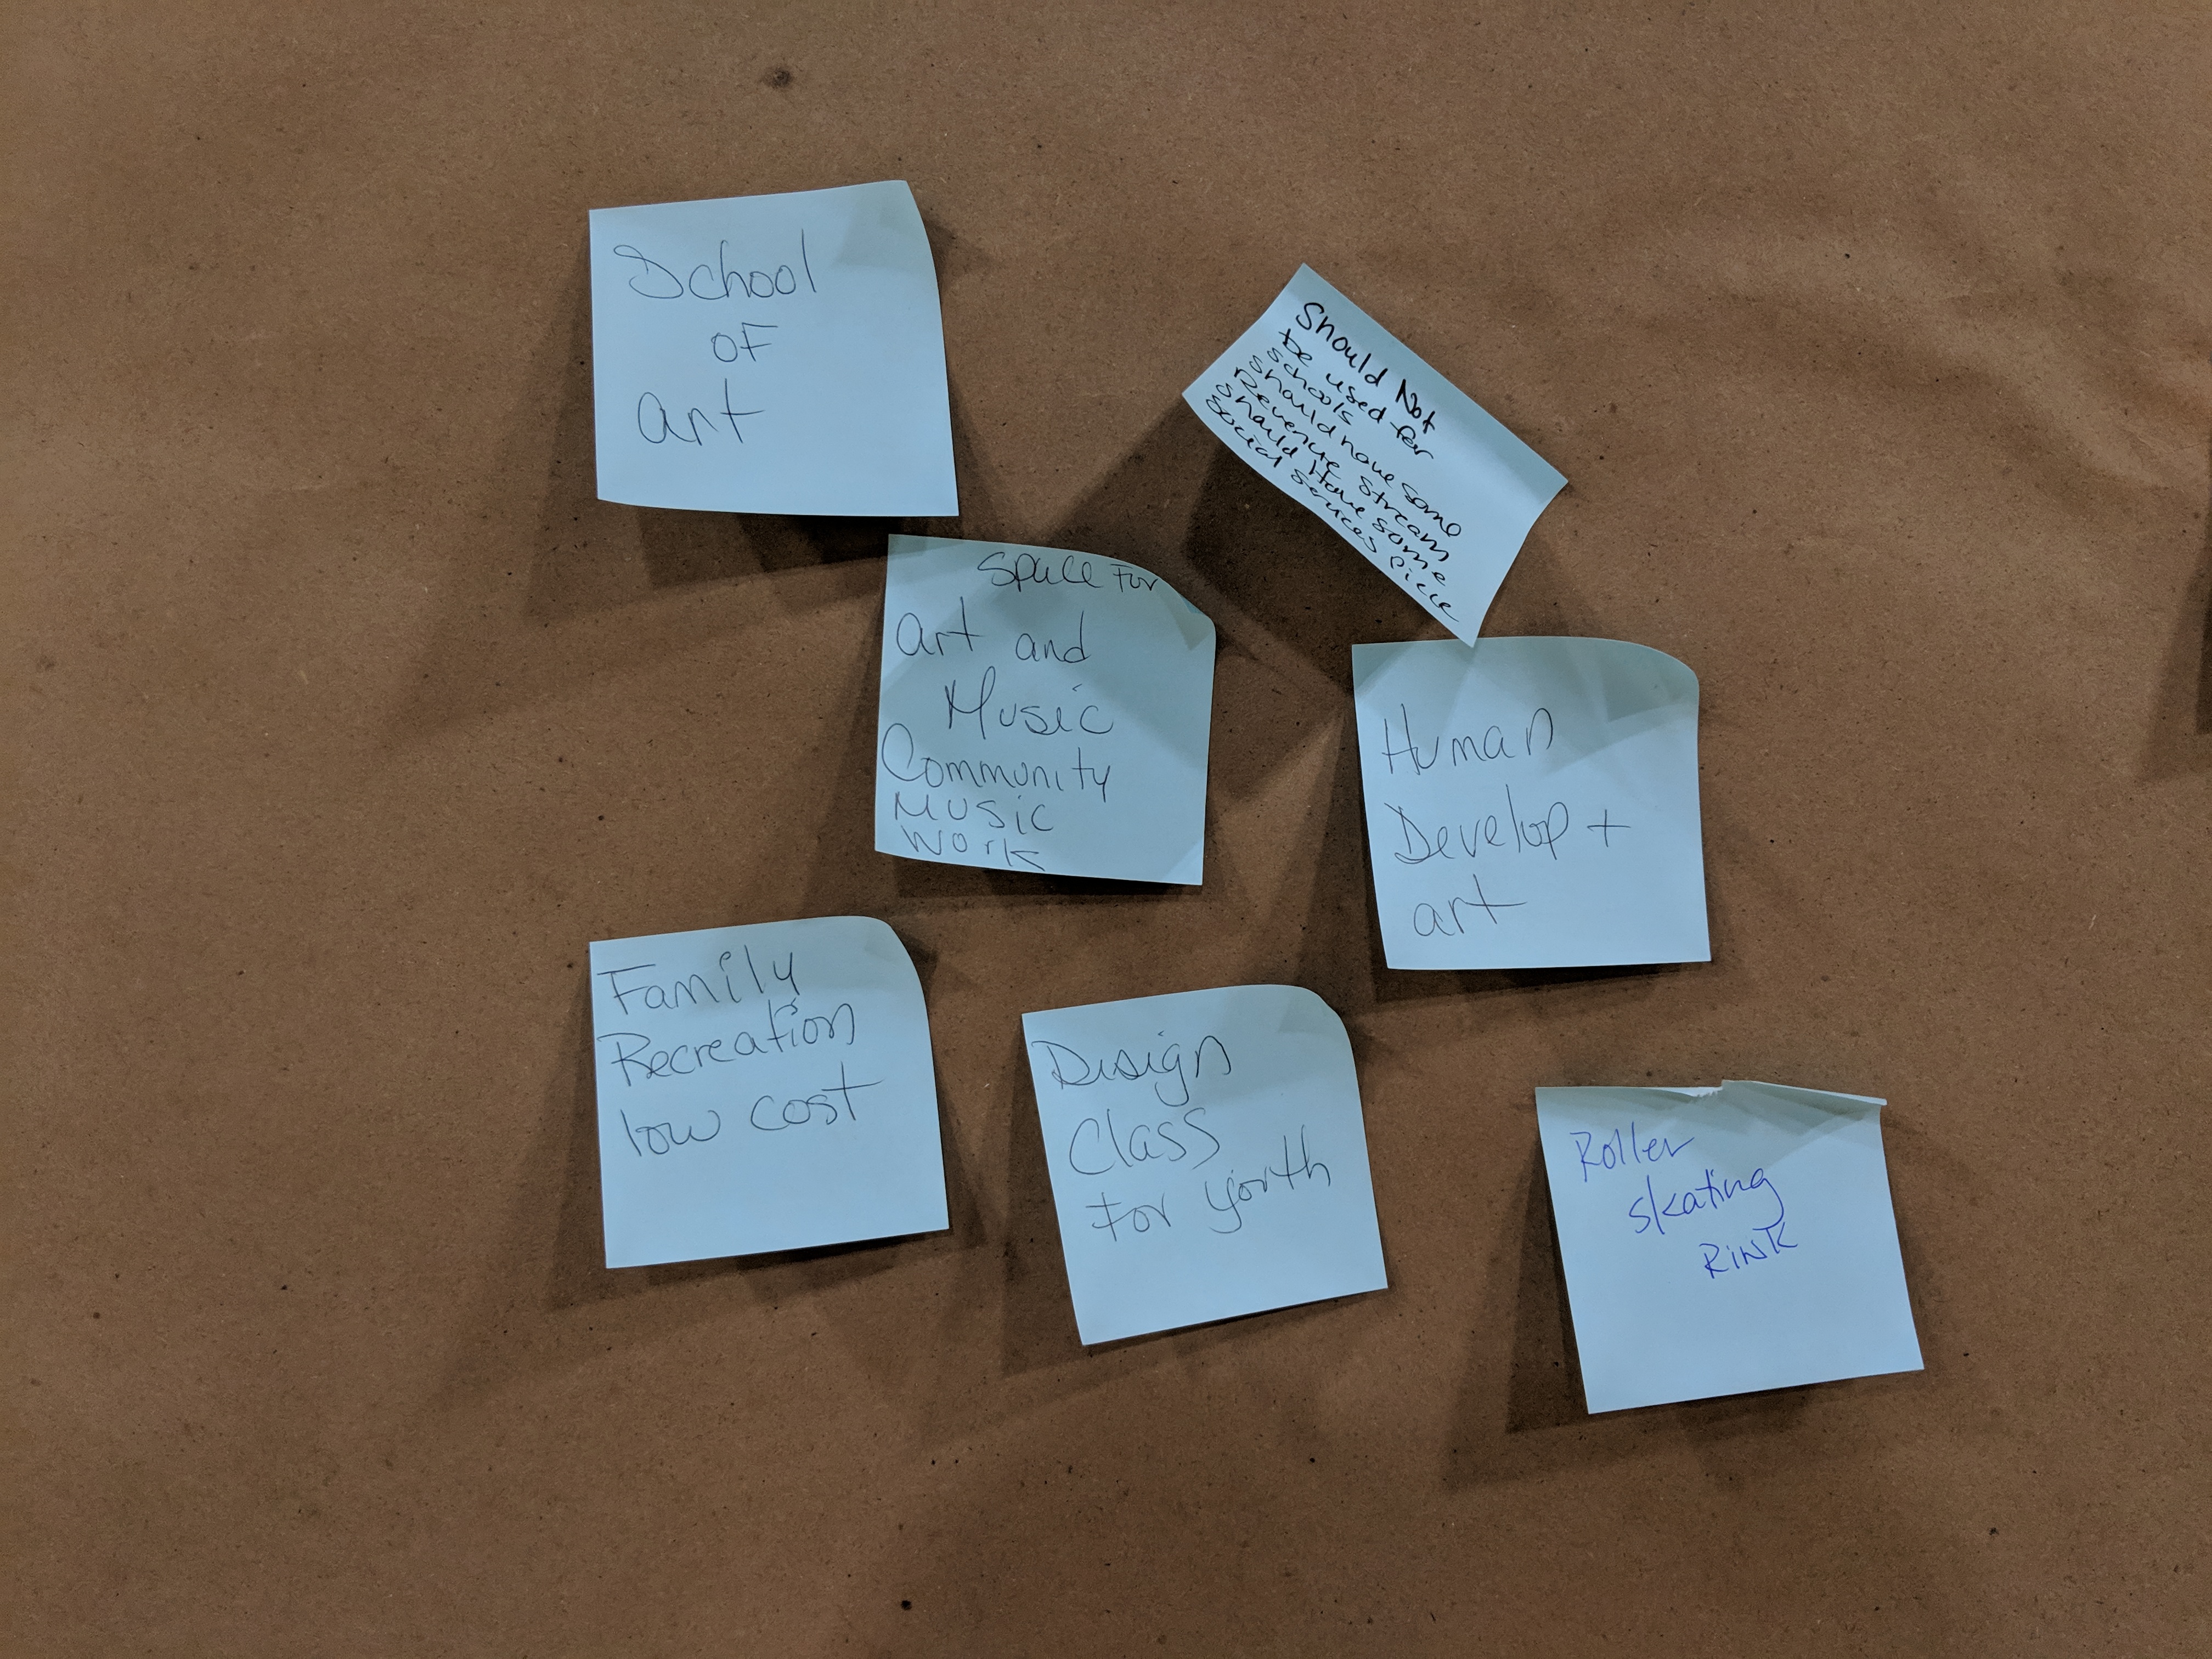 School
OF
art
Should Not
be used for
schools
should have some
Revenue stream
should Have some
social services piece
Space For
art and
Music
Community
Music
Work
Human
Develop +
art
Family
Recreation
low cost
Design
Class
For youth
Roller
skating
Rink